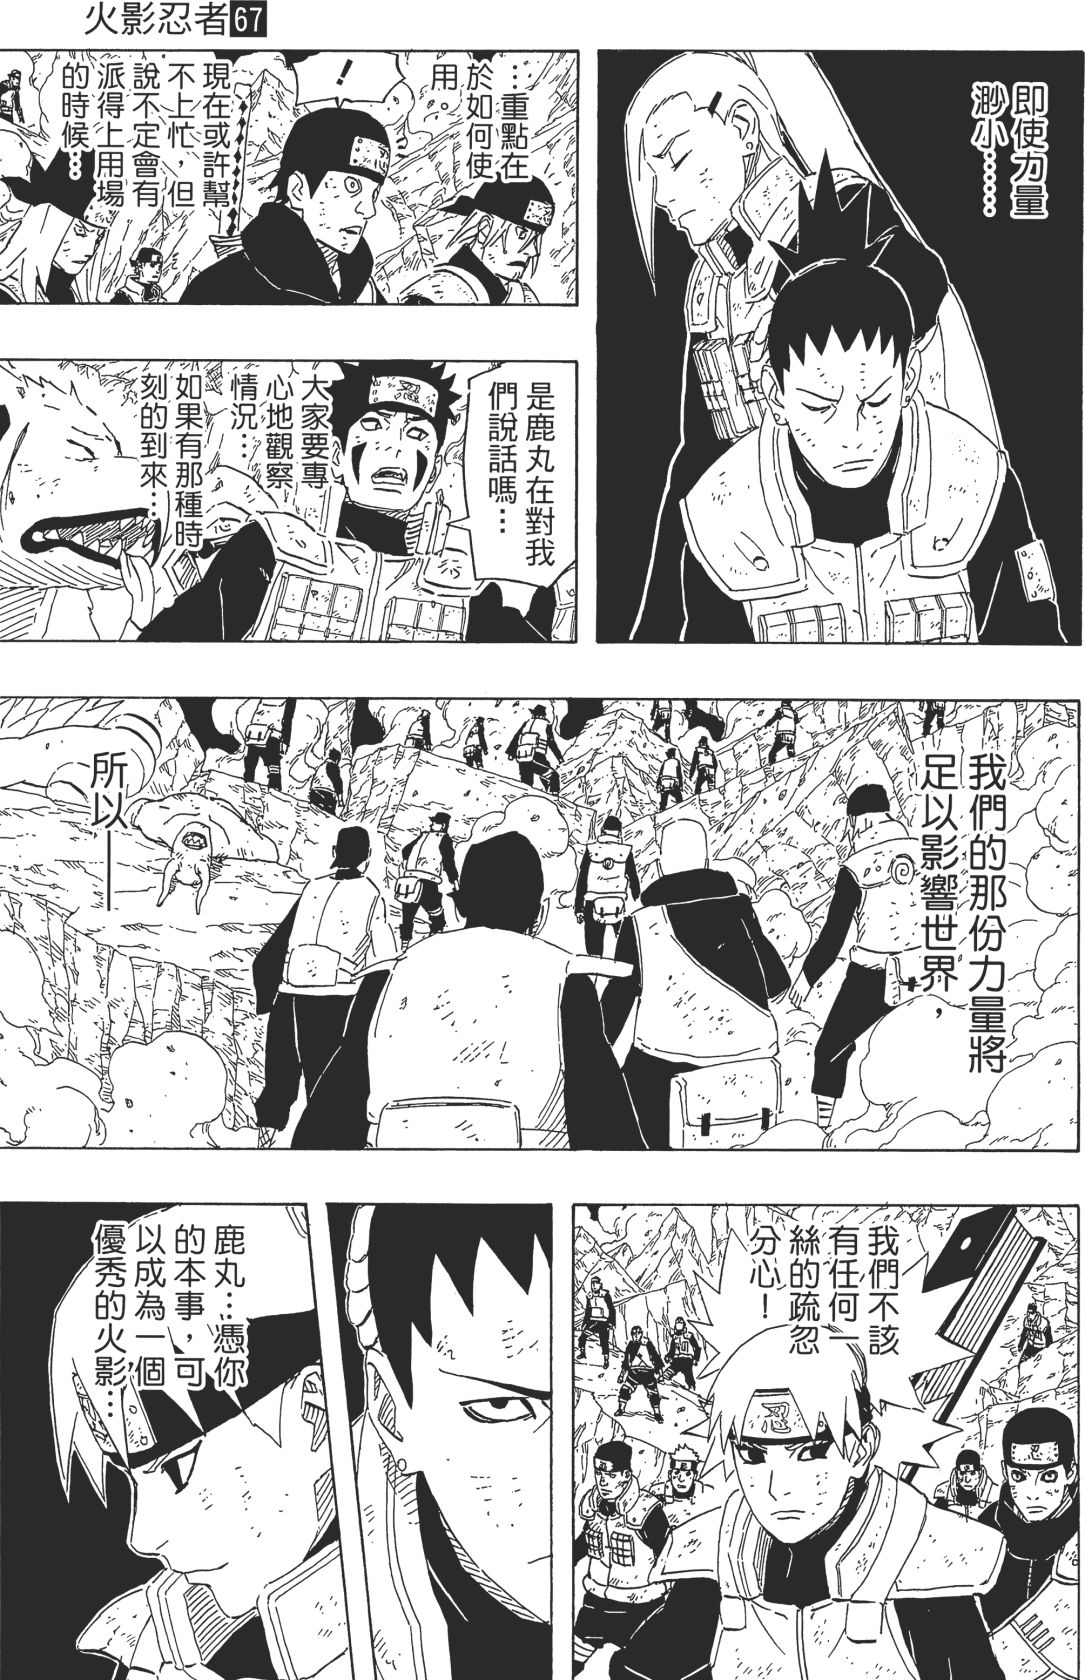 火影忍者67
即使力量
渺小………
…重點在
於如何使
用
！
現在或許幫
不上忙，但
說不定會有
派得上用場
的時候…
是鹿丸在對我
們說話嗎…
大家要專
心地觀察
情況…
如果有那種時
刻的到來…
我們的那份力量將
足以影響世界，
所以——
我們不該
有任何一
絲的疏忽
分心！
忍
鹿丸…憑你
的本事，可
以成為一個
優秀的火影…